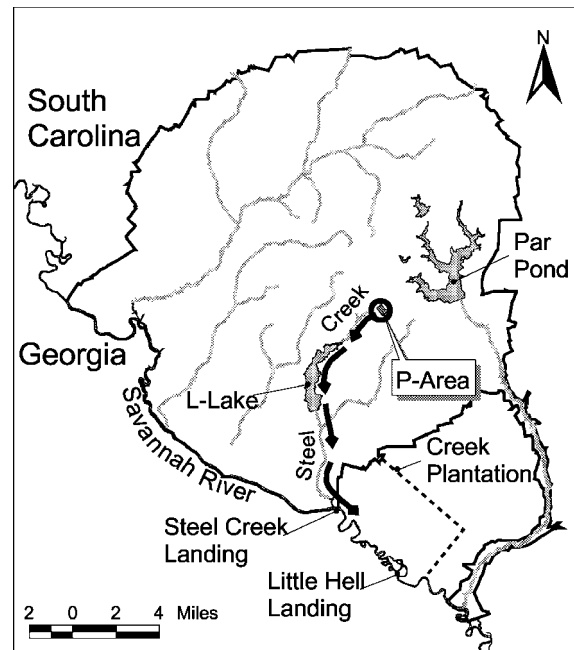 N
South
Carolina
Par
Pond
Creek
Georgia
P-Area
L-Lake
Savannah River
Steel
Creek
Plantation
Steel Creek
Landing
Little Hell
Landing
2 0 2 4 Miles